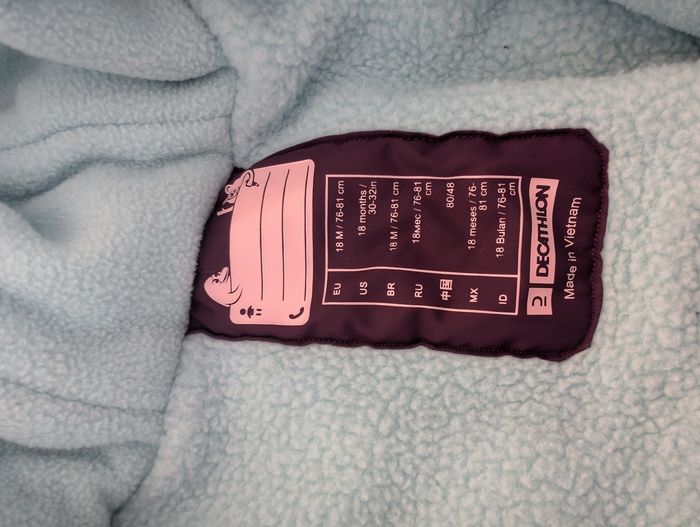 EU 18 M / 76-81 cm
US 18 months /
30-32in
BR 18 M / 76-81 cm
RU 18мес / 76-81
cm
中国 80/48
MX 18 meses / 76-
81 cm
ID 18 Bulan / 76-81 cm
DECATHLON
Made in Vietnam